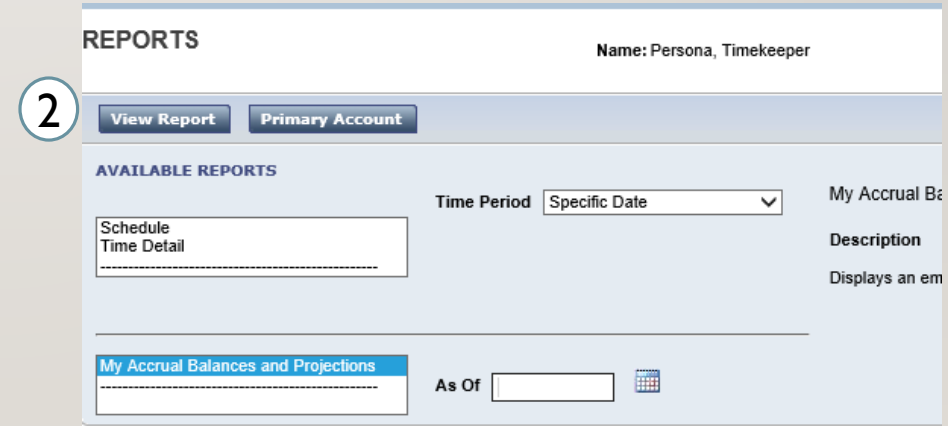 REPORTS
Name: Persona, Timekeeper
2
View Report Primary Account
AVAILABLE REPORTS
Time Period Specific Date
My Accrual Ba
Schedule
Time Detail
--------------------------------------------------
Description
Displays an em
My Accrual Balances and Projections
--------------------------------------------------
As Of